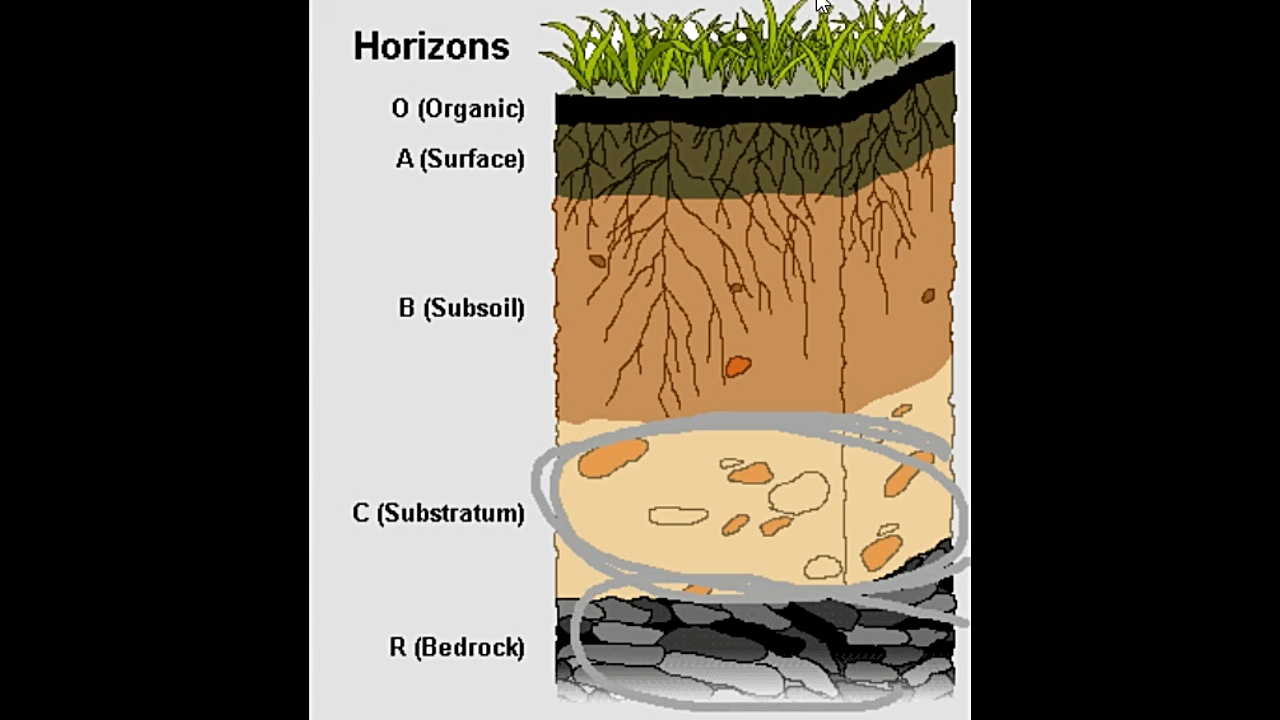 Horizons
O (Organic)
A (Surface)
B (Subsoil)
C (Substratum)
R (Bedrock)